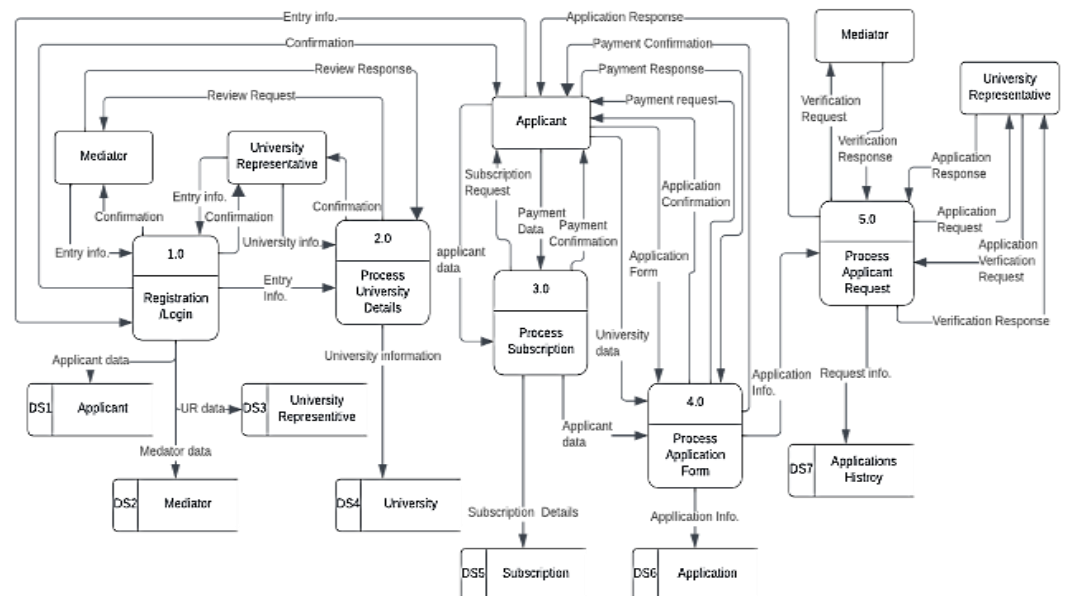 Entry info.
Application Response
Mediator
Confirmation
Payment Confirmation
Review Response
Payment Response
University
Representative
Review Request
Payment request
Verification
Request
Applicant
Mediator
University
Representative
Verification
Response
Application
Response
Subscription
Request
Entry info.
Application
Confirmation
Confirmation
Confirmation
Confirmation
Payment
Data
Payment
Confirmation
5.0
Application
Request
1.0
2.0
University info.
Entry info.
applicant
data
Application
Form
Process
Applicant
Request
Application
Verfication
Request
Entry
Info.
Process
University
Details
3.0
Registration
/Login
Process
Subscription
University
data
Verification Response
Applicant data
University information
Application
Info.
Request info.
DS1
Applicant
UR data
DS3
University
Represertitive
4.0
Process
Application
Form
Applicant
data
Medator data
DS7
Applications
Histroy
DS2
Mediator
DS4
University
Subscription Details
Appllication Info.
DS5
Subscription
DS6
Application